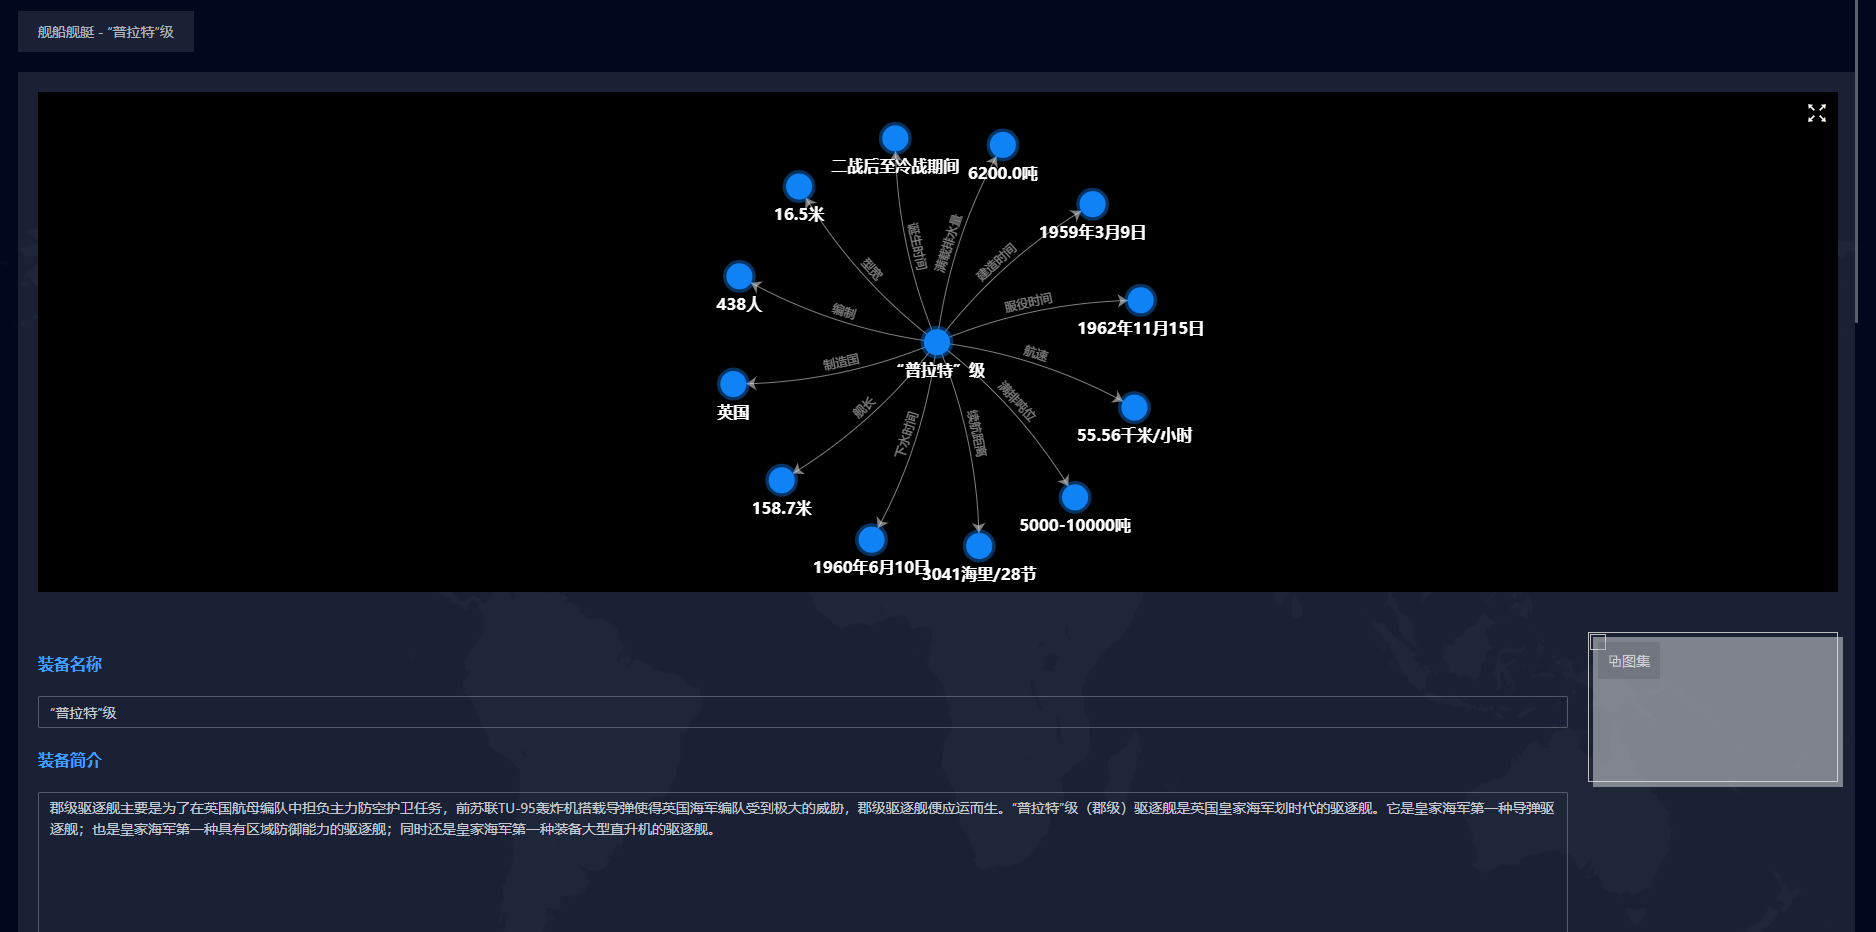 舰船舰艇 - “普拉特”级
二战后至冷战期间
6200.0吨
16.5米
1959年3月9日
诞生时间
满载排水量
建造时间
型宽
438人
编制
服役时间
1962年11月15日
制造国
“普拉特”级
航速
英国
舰长
下水时间
续航距离
满排吨位
55.56千米/小时
158.7米
5000-10000吨
1960年6月10日
3041海里/28节
装备名称
图集
“普拉特”级
装备简介
郡级驱逐舰主要是为了在英国航母编队中担负主力防空护卫任务，前苏联TU-95轰炸机搭载导弹使得英国海军编队受到极大的威胁，郡级驱逐舰便应运而生。“普拉特”级（郡级）驱逐舰是英国皇家海军划时代的驱逐舰。它是皇家海军第一种导弹驱
逐舰；也是皇家海军第一种具有区域防御能力的驱逐舰；同时还是皇家海军第一种装备大型直升机的驱逐舰。